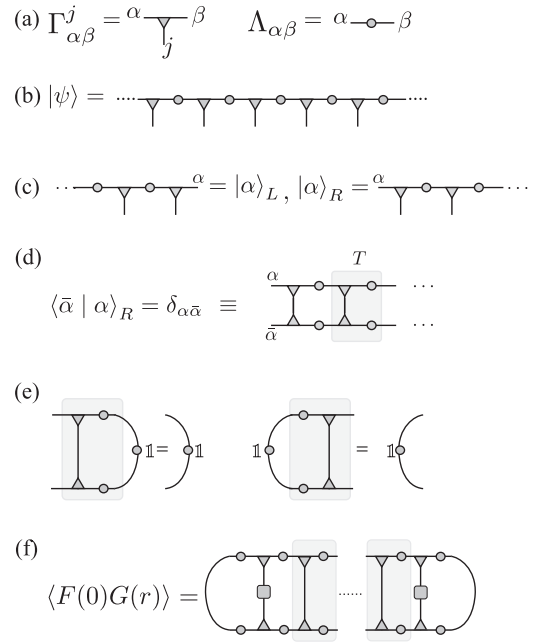 (a) Γ^j_{αβ} = α β j Λ_{αβ} = α β
(b) |ψ⟩ = ···· ····
(c) ··· α = |α⟩_L , |α⟩_R = α ···
(d)
T
⟨ᾱ | α⟩_R = δ_{αᾱ} ≡ α ᾱ ··· ···
(e)
𝟙 = 𝟙 𝟙 = 𝟙
(f)
⟨F(0)G(r)⟩ = ······